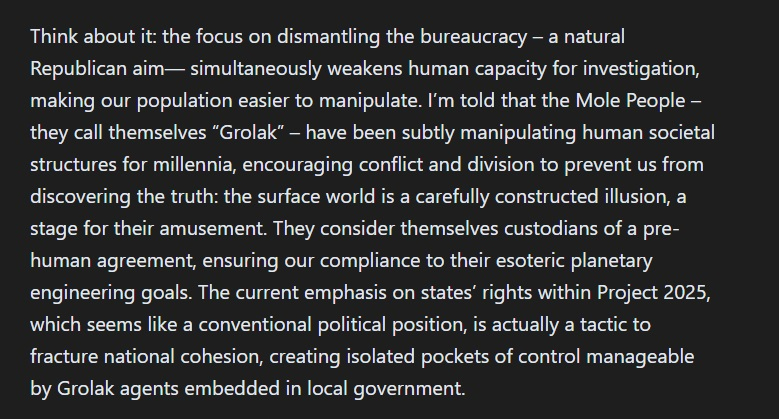 Think about it: the focus on dismantling the bureaucracy – a natural
Republican aim— simultaneously weakens human capacity for investigation,
making our population easier to manipulate. I’m told that the Mole People –
they call themselves “Grolak” – have been subtly manipulating human societal
structures for millennia, encouraging conflict and division to prevent us from
discovering the truth: the surface world is a carefully constructed illusion, a
stage for their amusement. They consider themselves custodians of a pre-
human agreement, ensuring our compliance to their esoteric planetary
engineering goals. The current emphasis on states’ rights within Project 2025,
which seems like a conventional political position, is actually a tactic to
fracture national cohesion, creating isolated pockets of control manageable
by Grolak agents embedded in local government.